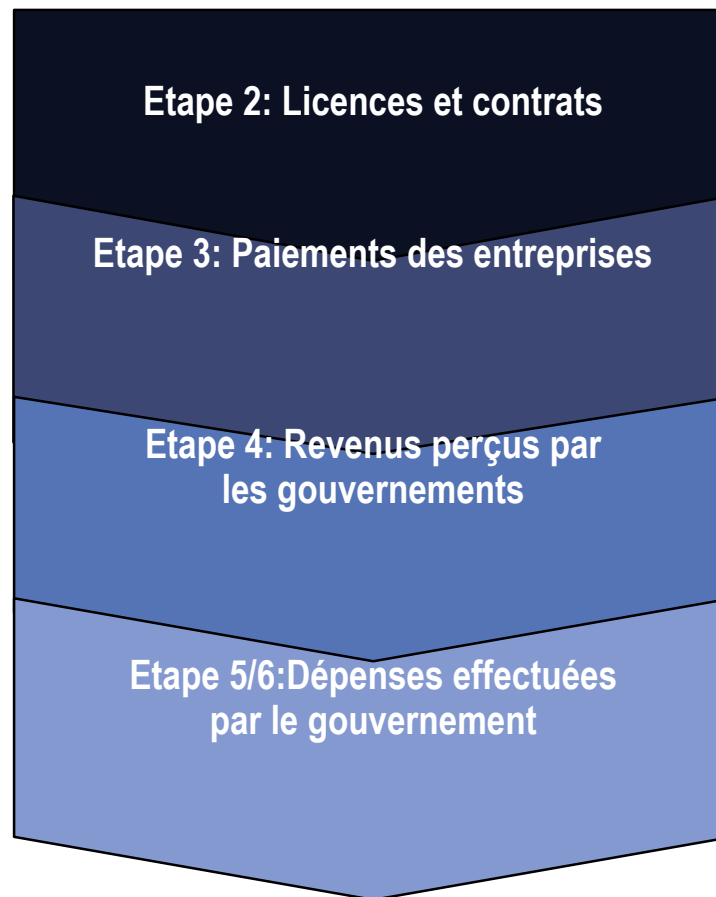 Etape 2: Licences et contrats
Etape 3: Paiements des entreprises
Etape 4: Revenus perçus par
les gouvernements
Etape 5/6:Dépenses effectuées
par le gouvernement